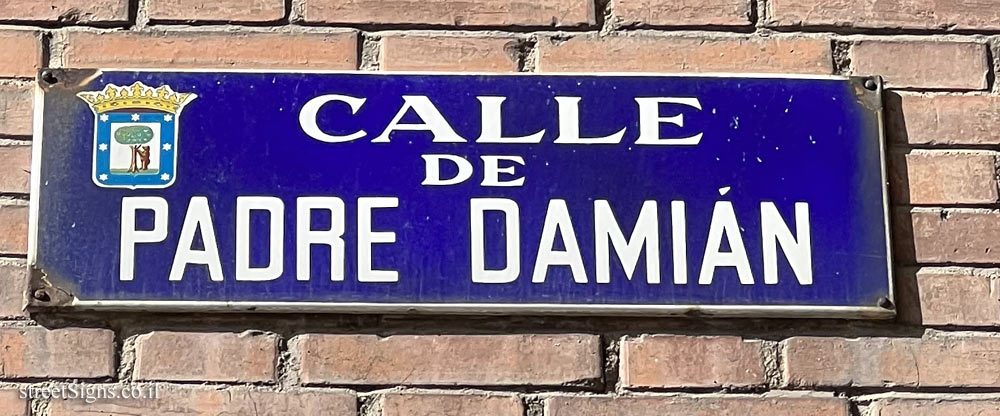 CALLE
DE
PADRE DAMIÁN
streetsigns.co.il